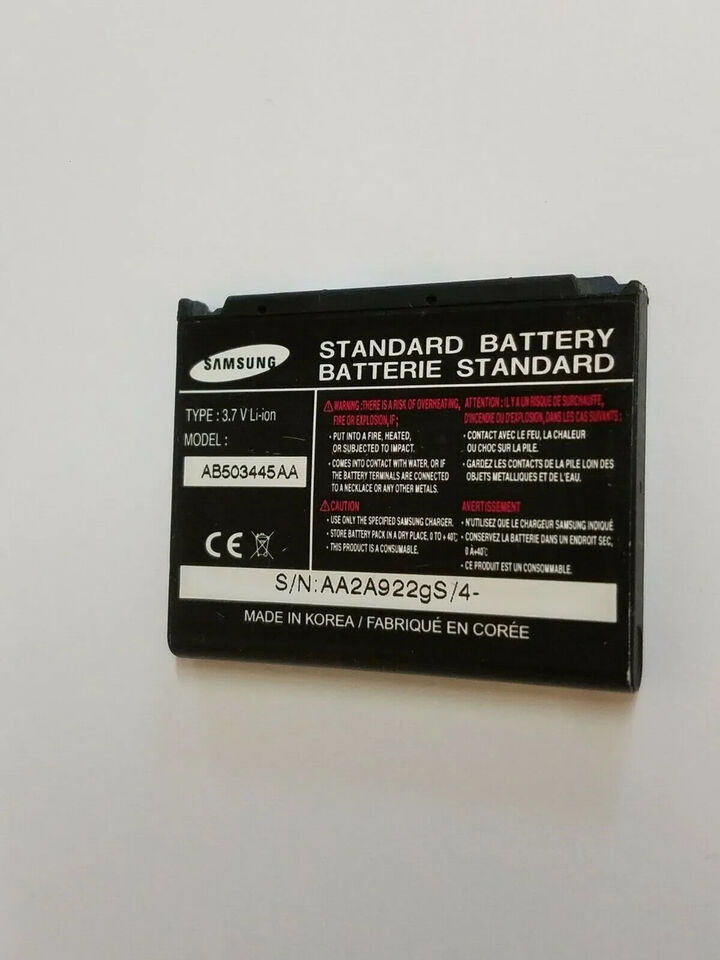 SAMSUNG
STANDARD BATTERY
BATTERIE STANDARD
TYPE : 3.7 V Li-ion
MODEL :
AB503445AA
CE
WARNING :THERE IS A RISK OF OVERHEATING,
FIRE OR EXPLOSION, IF ;
• PUT INTO A FIRE, HEATED,
OR SUBJECTED TO IMPACT.
• COMES INTO CONTACT WITH WATER, OR IF
THE BATTERY TERMINALS ARE CONNECTED
TO A NECKLACE OR ANY OTHER METALS.
CAUTION
• USE ONLY THE SPECIFIED SAMSUNG CHARGER.
• STORE BATTERY PACK IN A DRY PLACE, 0 TO + 40℃
• THIS PRODUCT IS A CONSUMABLE.
ATTENTION : IL Y A UN RISQUE DE SURCHAUFFE,
D'INCENDIE OU D'EXPLOSION, DANS LES CAS SUIVANTS ;
• CONTACT AVEC LE FEU, LA CHALEUR
OU CHOC SUR LA PILE.
• GARDEZ LES CONTACTS DE LA PILE LOIN DES
OBJETS METALLIQUES ET DE L'EAU.
AVERTISSEMENT
• N'UTILISEZ QUE LE CHARGEUR SAMSUNG INDIQUÉ
• CONSERVEZ LA BATTERIE DANS UN ENDROIT SEC,
0 À +40℃
• CE PRODUIT EST UN CONSOMMABLE.
S/N:AA2A922gS/4-
MADE IN KOREA / FABRIQUÉ EN CORÉE